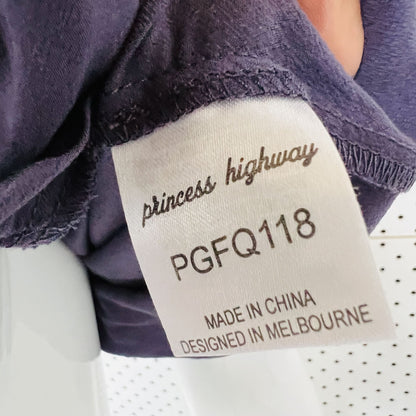 princess highway
PGFQ118
MADE IN CHINA
DESIGNED IN MELBOURNE